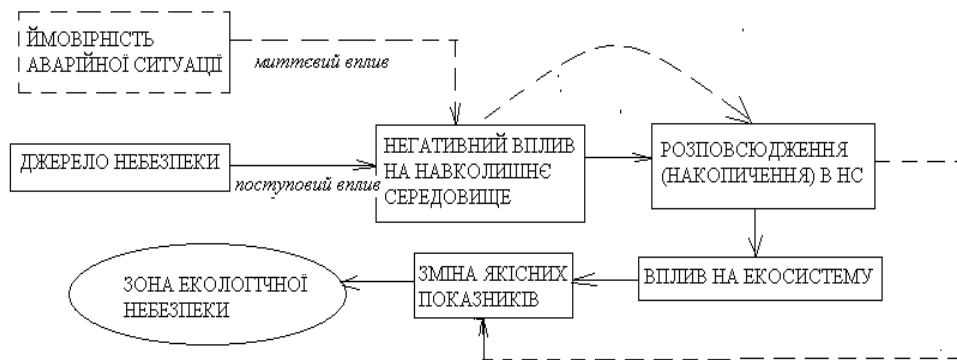 ЙМОВІРНІСТЬ
АВАРІЙНОЇ СИТУАЦІЇ
миттєвий вплив
ДЖЕРЕЛО НЕБЕЗПЕКИ
поступовий вплив
НЕГАТИВНИЙ ВПЛИВ
НА НАВКОЛИШНЄ
СЕРЕДОВИЩЕ
РОЗПОВСЮДЖЕННЯ
(НАКОПИЧЕННЯ) В НС
ЗОНА ЕКОЛОГІЧНОЇ
НЕБЕЗПЕКИ
ЗМІНА ЯКІСНИХ
ПОКАЗНИКІВ
ВПЛИВ НА ЕКОСИСТЕМУ